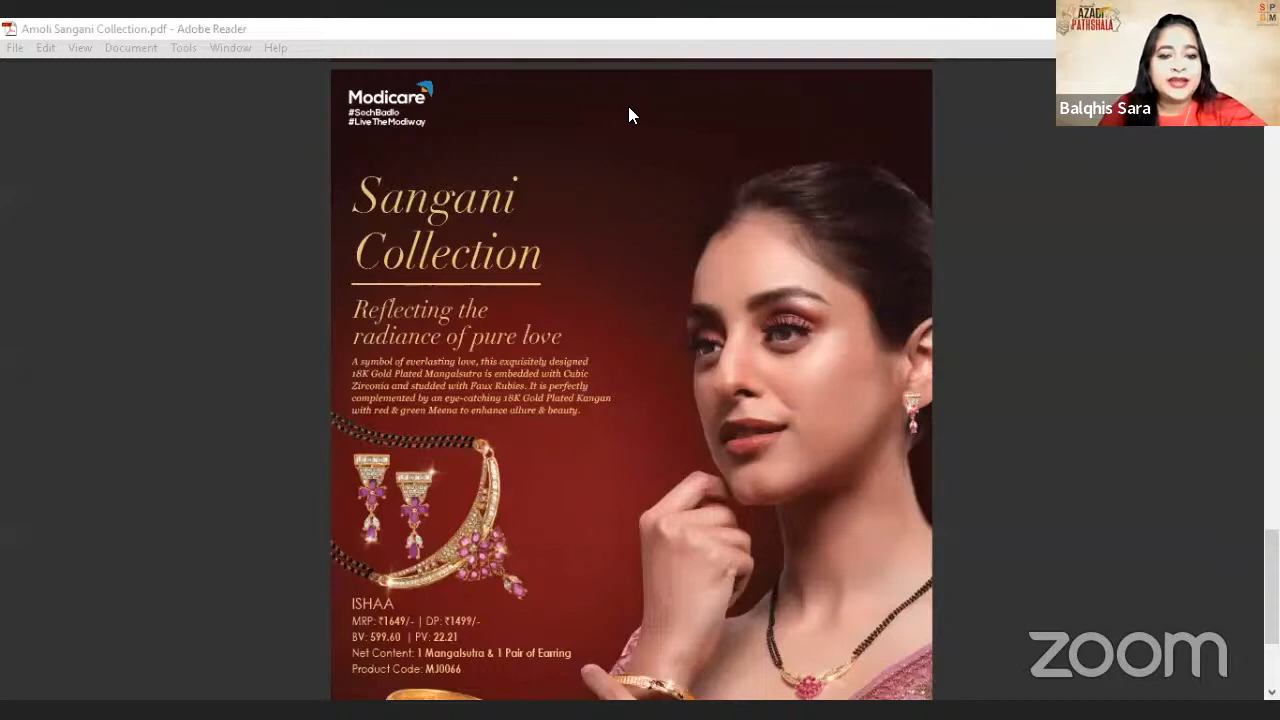 Amoli Sangani Collection.pdf - Adobe Reader
File Edit View Document Tools Window Help
AZADI
PATHSHALA
S P
B M
Balqhis Sara
Modicare
#SochBadlo
#LiveTheModiway
Sangani
Collection
Reflecting the
radiance of pure love
A symbol of everlasting love, this exquisitely designed
18K Gold Plated Mangalsutra is embedded with Cubic
Zirconia and studded with Faux Rubies. It is perfectly
complemented by an eye-catching 18K Gold Plated Kangan
with red & green Meena to enhance allure & beauty.
ISHAA
MRP: ₹1649/- | DP: ₹1499/-
BV: 599.60 | PV: 22.21
Net Content: 1 Mangalsutra & 1 Pair of Earring
Product Code: MJ0066
zoom